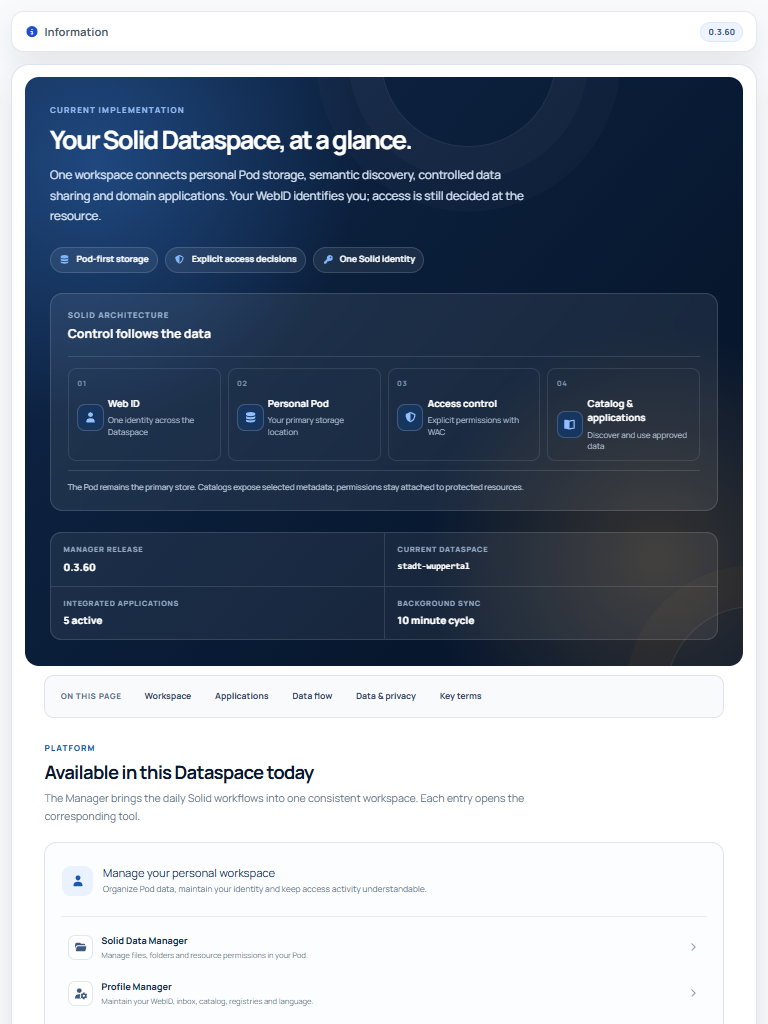 Information
0.3.60
CURRENT IMPLEMENTATION
Your Solid Dataspace, at a glance.
One workspace connects personal Pod storage, semantic discovery, controlled data
sharing and domain applications. Your WebID identifies you; access is still decided at the
resource.
Pod-first storage
Explicit access decisions
One Solid identity
SOLID ARCHITECTURE
Control follows the data
01
Web ID
One identity across the
Dataspace
02
Personal Pod
Your primary storage
location
03
Access control
Explicit permissions with
WAC
04
Catalog &
applications
Discover and use approved
data
The Pod remains the primary store. Catalogs expose selected metadata; permissions stay attached to protected resources.
MANAGER RELEASE
0.3.60
CURRENT DATASPACE
stadt-wuppertal
INTEGRATED APPLICATIONS
5 active
BACKGROUND SYNC
10 minute cycle
ON THIS PAGE
Workspace
Applications
Data flow
Data & privacy
Key terms
PLATFORM
Available in this Dataspace today
The Manager brings the daily Solid workflows into one consistent workspace. Each entry opens the
corresponding tool.
Manage your personal workspace
Organize Pod data, maintain your identity and keep access activity understandable.
Solid Data Manager
Manage files, folders and resource permissions in your Pod.
Profile Manager
Maintain your WebID, inbox, catalog, registries and language.